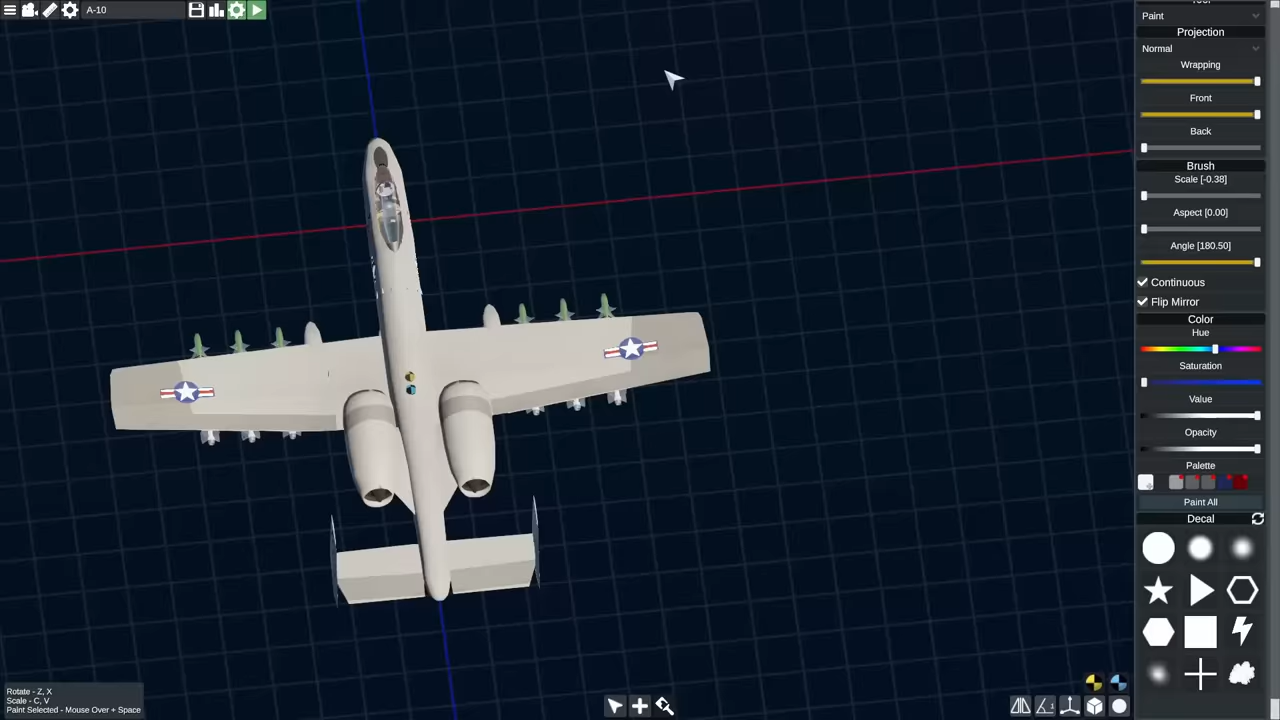 A-10
Tool
Paint
Projection
Normal
Wrapping
Front
Back
Brush
Scale [-0.38]
Aspect [0.00]
Angle [180.50]
Continuous
Flip Mirror
Color
Hue
Saturation
Value
Opacity
Palette
Paint All
Decal
Rotate - Z, X
Scale - C, V
Paint Selected - Mouse Over + Space